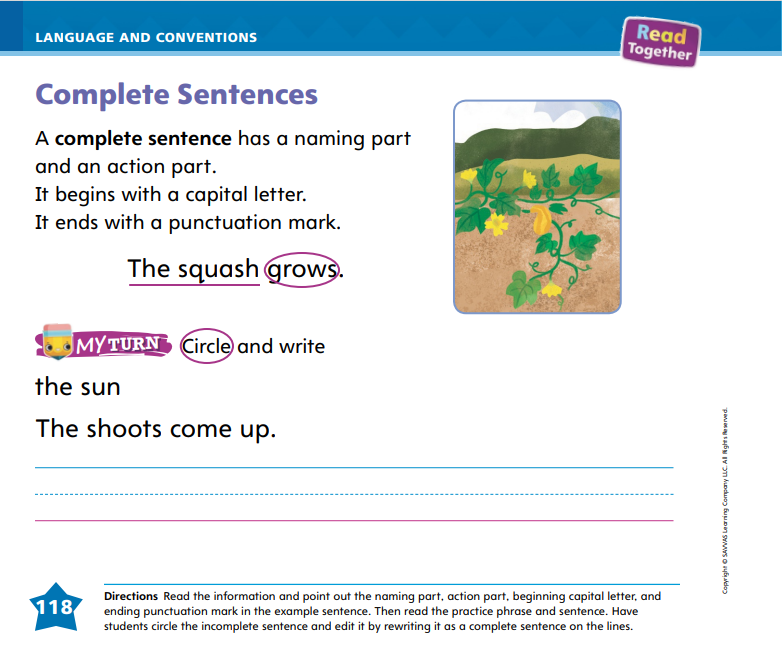 LANGUAGE AND CONVENTIONS
Read
Together
Complete Sentences
A complete sentence has a naming part
and an action part.
It begins with a capital letter.
It ends with a punctuation mark.
The squash grows.
MY TURN Circle and write
the sun
The shoots come up.
Copyright © SAVVAS Learning Company LLC. All Rights Reserved.
118
Directions Read the information and point out the naming part, action part, beginning capital letter, and
ending punctuation mark in the example sentence. Then read the practice phrase and sentence. Have
students circle the incomplete sentence and edit it by rewriting it as a complete sentence on the lines.